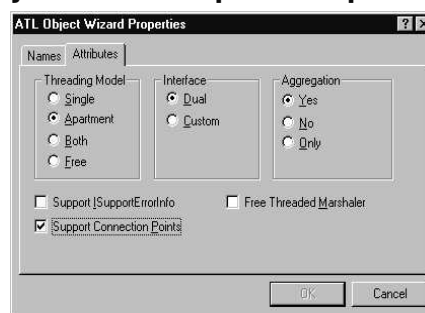 ATL Object Wizard Properties
Names Attributes
Threading Model
Single
Apartment
Both
Free
Interface
Dual
Custom
Aggregation
Yes
No
Only
Support ISupportErrorInfo
Free Threaded Marshaler
Support Connection Points
OK Cancel